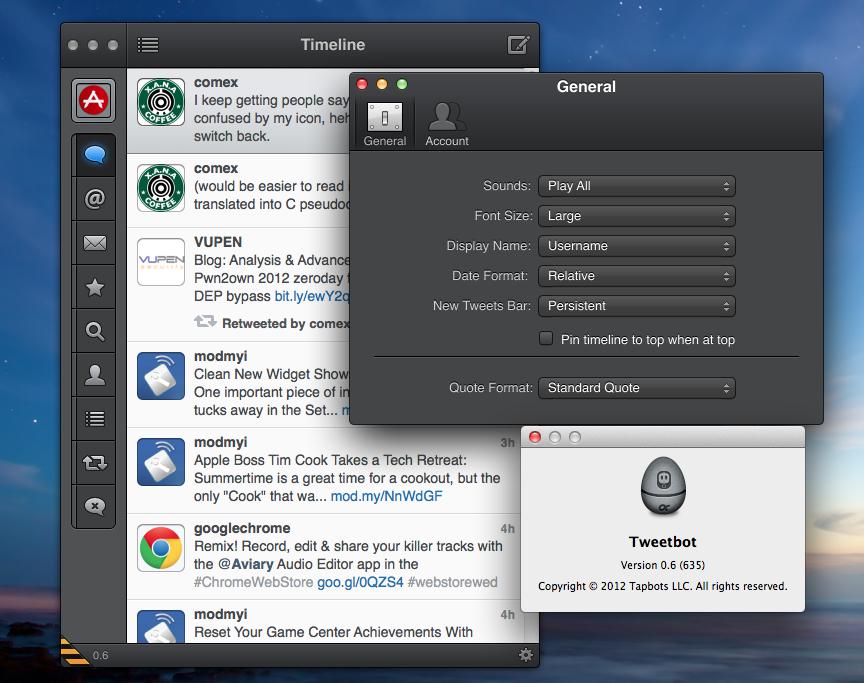 Timeline
comex
I keep getting people say
confused by my icon, heh
switch back.
comex
(would be easier to read
translated into C pseudoc
VUPEN
Blog: Analysis & Advance
Pwn2own 2012 zeroday
DEP bypass bit.ly/ewY2q
Retweeted by comex
modmyi
Clean New Widget Show
One important piece of in
tucks away in the Set... m
modmyi
3h
Apple Boss Tim Cook Takes a Tech Retreat:
Summertime is a great time for a cookout, but the
only "Cook" that wa... mod.my/NnWdGF
googlechrome
4h
Remix! Record, edit & share your killer tracks with
the @Aviary Audio Editor app in the
#ChromeWebStore goo.gl/0QZS4 #webstorewed
modmyi
4h
Reset Your Game Center Achievements With
0.6
X.A.N.A
COFFEE
X.A.N.A
COFFEE
VUPEN
security
General
General
Account
Sounds: Play All
Font Size: Large
Display Name: Username
Date Format: Relative
New Tweets Bar: Persistent
Pin timeline to top when at top
Quote Format: Standard Quote
Tweetbot
Version 0.6 (635)
Copyright © 2012 Tapbots LLC. All rights reserved.